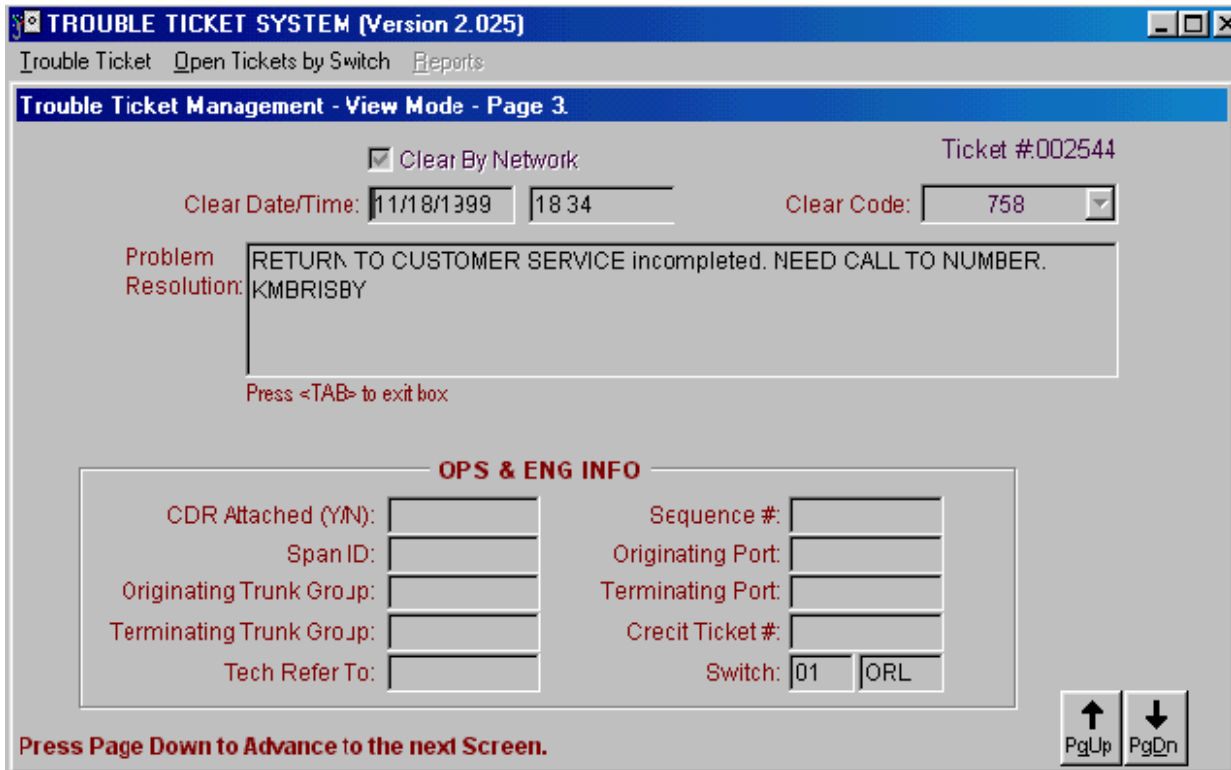 TROUBLE TICKET SYSTEM (Version 2.025)
Trouble Ticket Open Tickets by Switch Reports
Trouble Ticket Management - View Mode - Page 3.
Clear By Network
Ticket #:002544
Clear Date/Time: 11/18/1999 18:34 Clear Code: 758
Problem Resolution:
RETURN TO CUSTOMER SERVICE incompleted. NEED CALL TO NUMBER.
KMBRISBY
Press <TAB> to exit box
OPS & ENG INFO
CDR Attached (Y/N): Sequence #:
Span ID: Originating Port:
Originating Trunk Group: Terminating Port:
Terminating Trunk Group: Credit Ticket #:
Tech Refer To: Switch: 01 ORL
Press Page Down to Advance to the next Screen.
PgUp PgDn